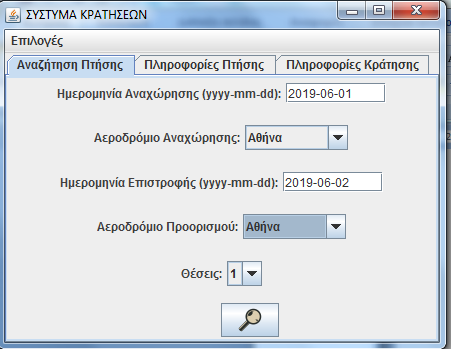 ΣΥΣΤΥΜΑ ΚΡΑΤΗΣΕΩΝ
Επιλογές
Αναζήτηση Πτήσης Πληροφορίες Πτήσης Πληροφορίες Κράτησης
Ημερομηνία Αναχώρησης (yyyy-mm-dd): 2019-06-01
Αεροδρόμιο Αναχώρησης: Αθήνα
Ημερομηνία Επιστροφής (yyyy-mm-dd): 2019-06-02
Αεροδρόμιο Προορισμού: Αθήνα
Θέσεις: 1